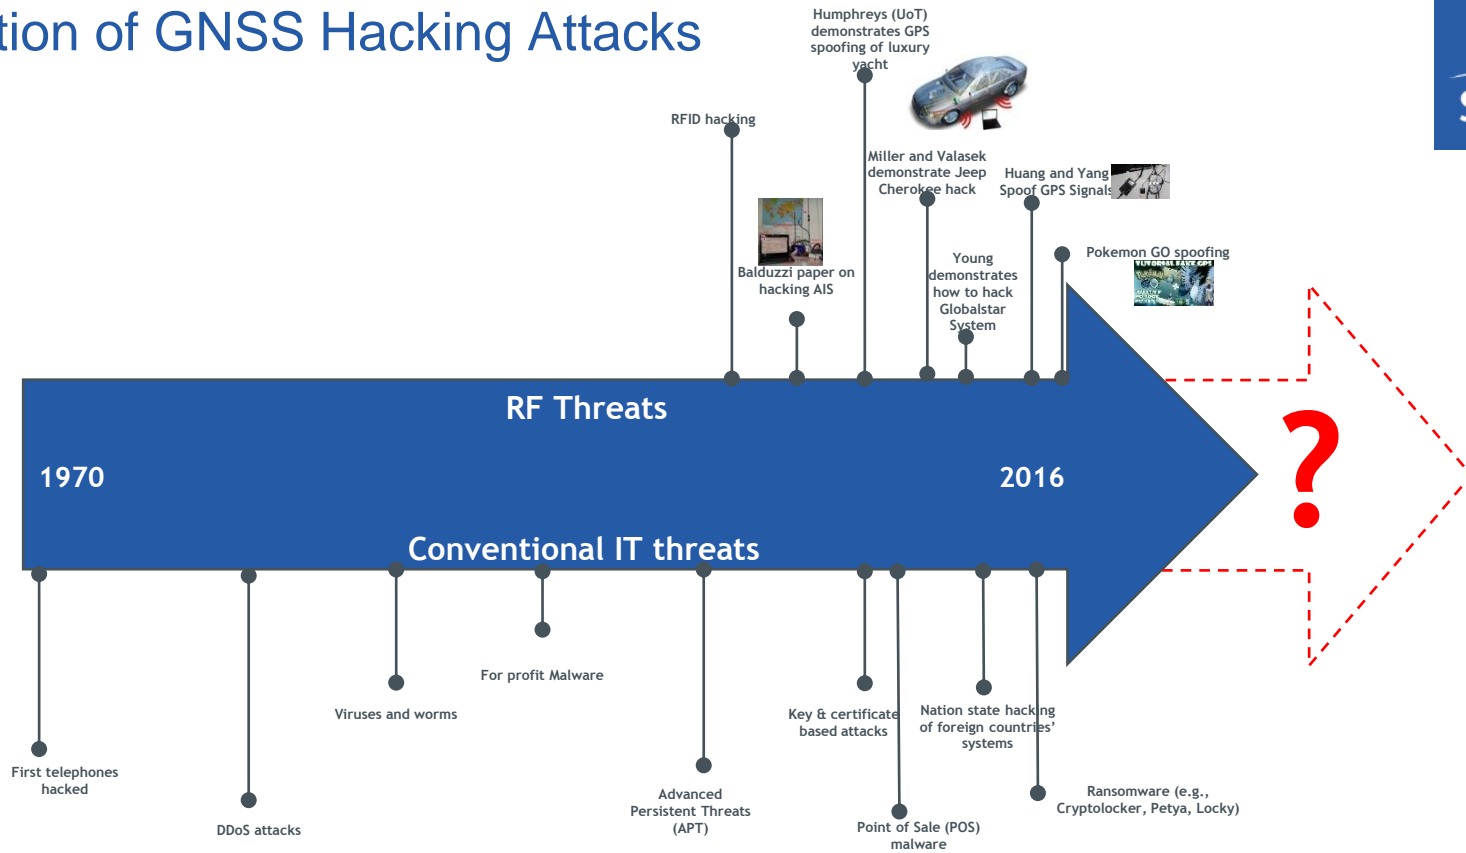 tion of GNSS Hacking Attacks
Humphreys (UoT)
demonstrates GPS
spoofing of luxury
yacht
RFID hacking
Miller and Valasek
demonstrate Jeep
Cherokee hack
Huang and Yang
Spoof GPS Signals
Balduzzi paper on
hacking AIS
Young
demonstrates
how to hack
Globalstar
System
Pokemon GO spoofing
TUTORIAL FAKE GPS
RF Threats
1970
2016
?
Conventional IT threats
First telephones
hacked
DDoS attacks
Viruses and worms
For profit Malware
Advanced
Persistent Threats
(APT)
Key & certificate
based attacks
Point of Sale (POS)
malware
Nation state hacking
of foreign countries’
systems
Ransomware (e.g.,
Cryptolocker, Petya, Locky)